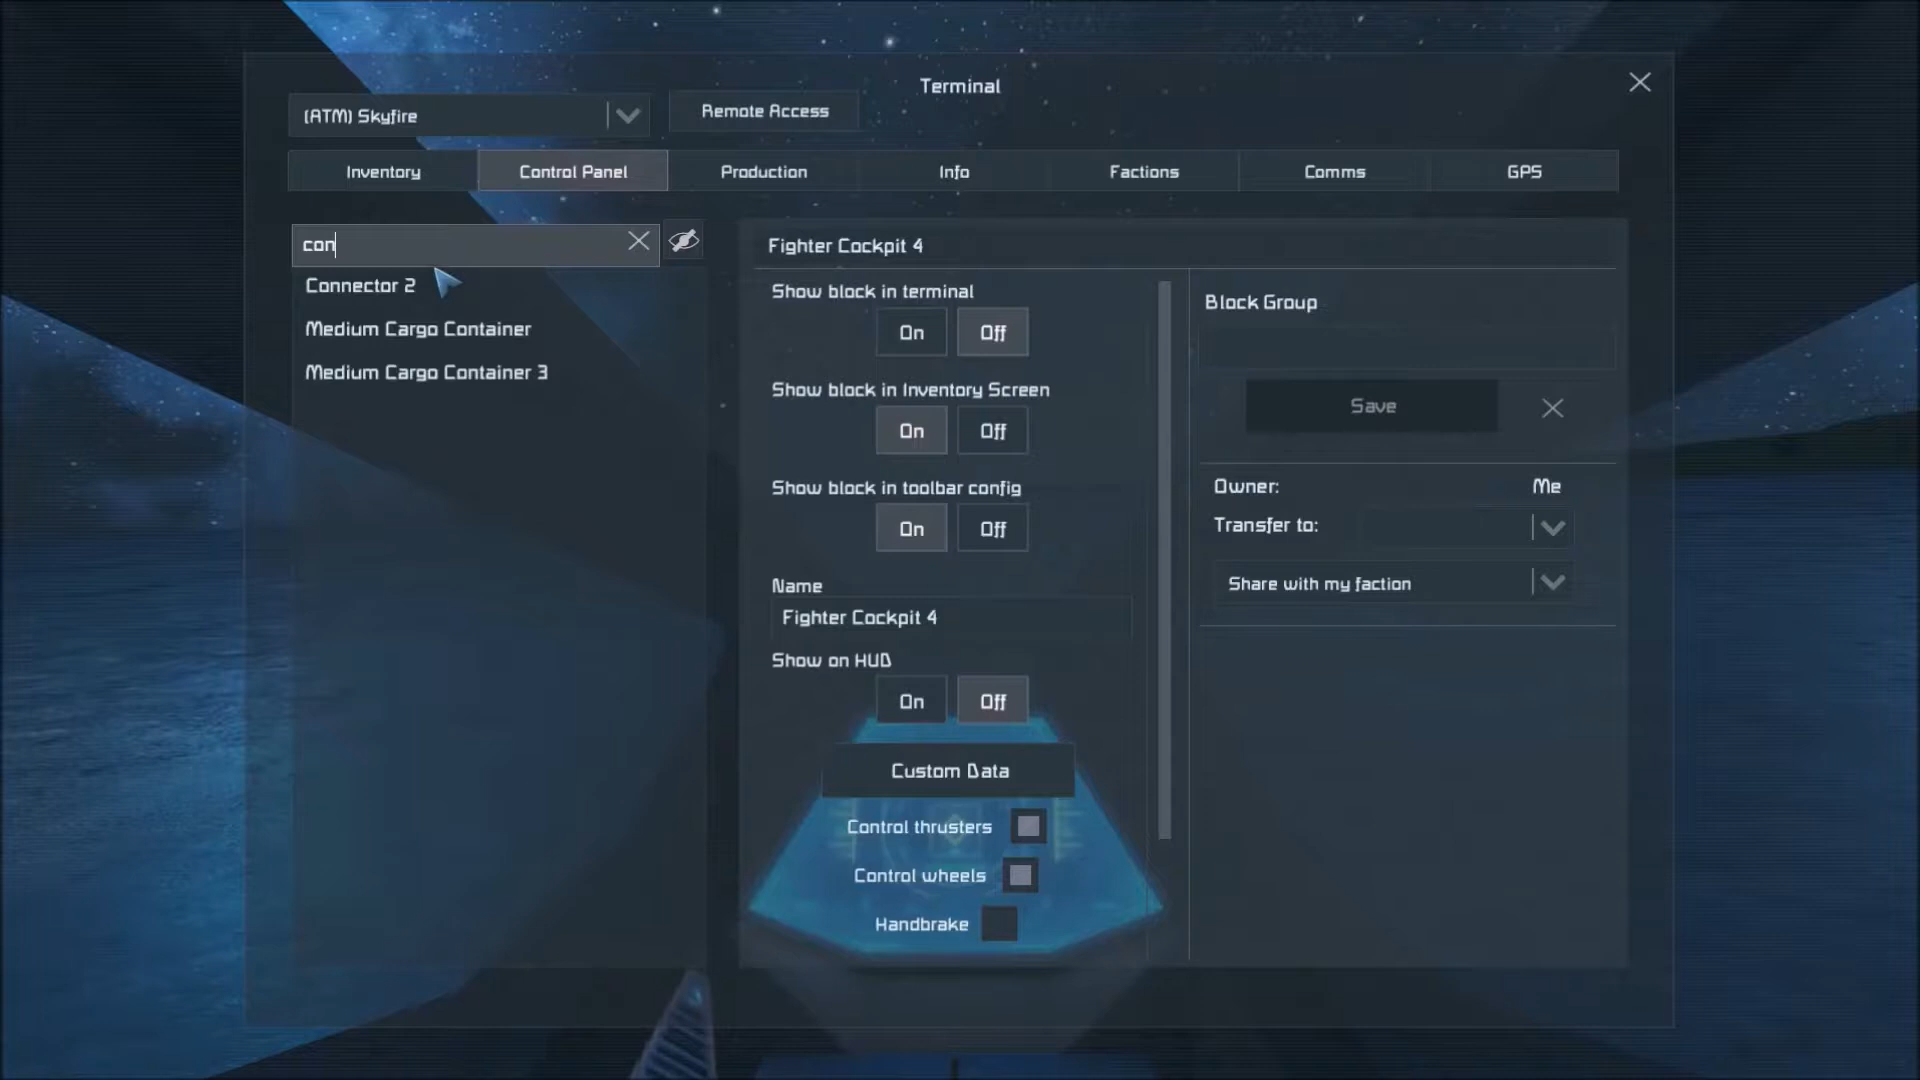 Terminal
(ATM) Skyfire
Remote Access
Inventory
Control Panel
Production
Info
Factions
Comms
GPS
con
Connector 2
Medium Cargo Container
Medium Cargo Container 3
Fighter Cockpit 4
Show block in terminal
On
Off
Show block in Inventory Screen
On
Off
Show block in toolbar config
On
Off
Name
Fighter Cockpit 4
Show on HUD
On
Off
Custom Data
Control thrusters
Control wheels
Handbrake
Block Group
Save
Owner:
Me
Transfer to:
Share with my faction